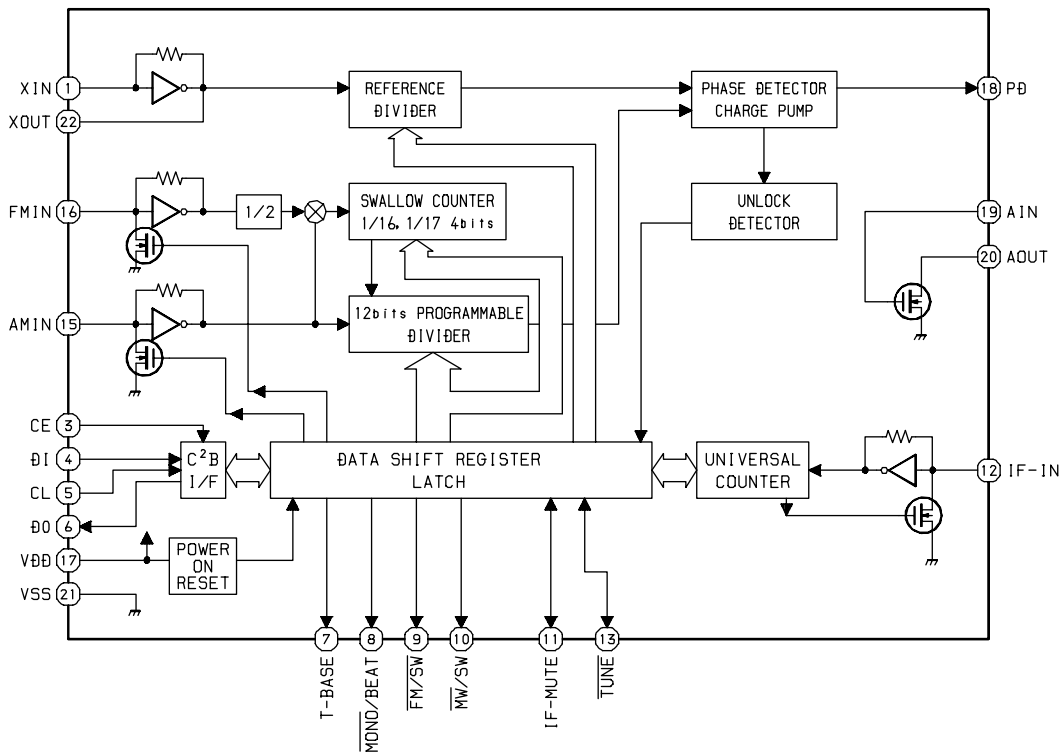 XIN
1
REFERENCE
DIVIDER
PHASE DETECTOR
CHARGE PUMP
18
PD
XOUT
22
FMIN
16
1/2
SWALLOW COUNTER
1/16, 1/17 4bits
UNLOCK
DETECTOR
19
AIN
20
AOUT
AMIN
15
12bits PROGRAMMABLE
DIVIDER
CE
3
DI
4
CL
5
DO
6
VDD
17
VSS
21
C2B
I/F
DATA SHIFT REGISTER
LATCH
UNIVERSAL
COUNTER
12
IF-IN
POWER
ON
RESET
7
8
9
10
11
13
T-BASE
MONO/BEAT
FM/SW
MW/SW
IF-MUTE
TUNE